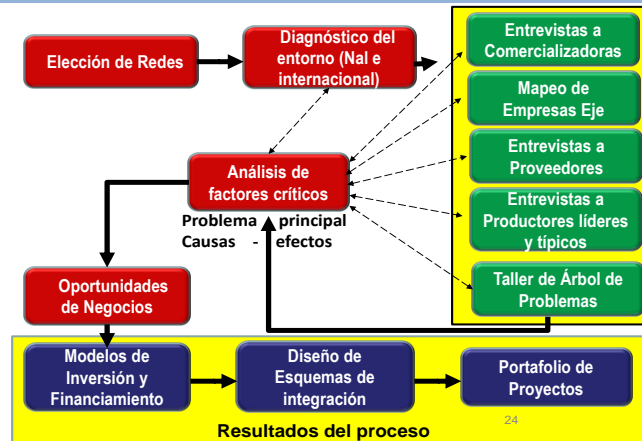 Elección de Redes
Diagnóstico del
entorno (Nal e
internacional)
Entrevistas a
Comercializadoras
Mapeo de
Empresas Eje
Entrevistas a
Proveedores
Entrevistas a
Productores líderes
y típicos
Taller de Árbol de
Problemas
Análisis de
factores críticos
Problema principal
Causas - efectos
Oportunidades
de Negocios
Modelos de
Inversión y
Financiamiento
Diseño de
Esquemas de
integración
Portafolio de
Proyectos
24
Resultados del proceso